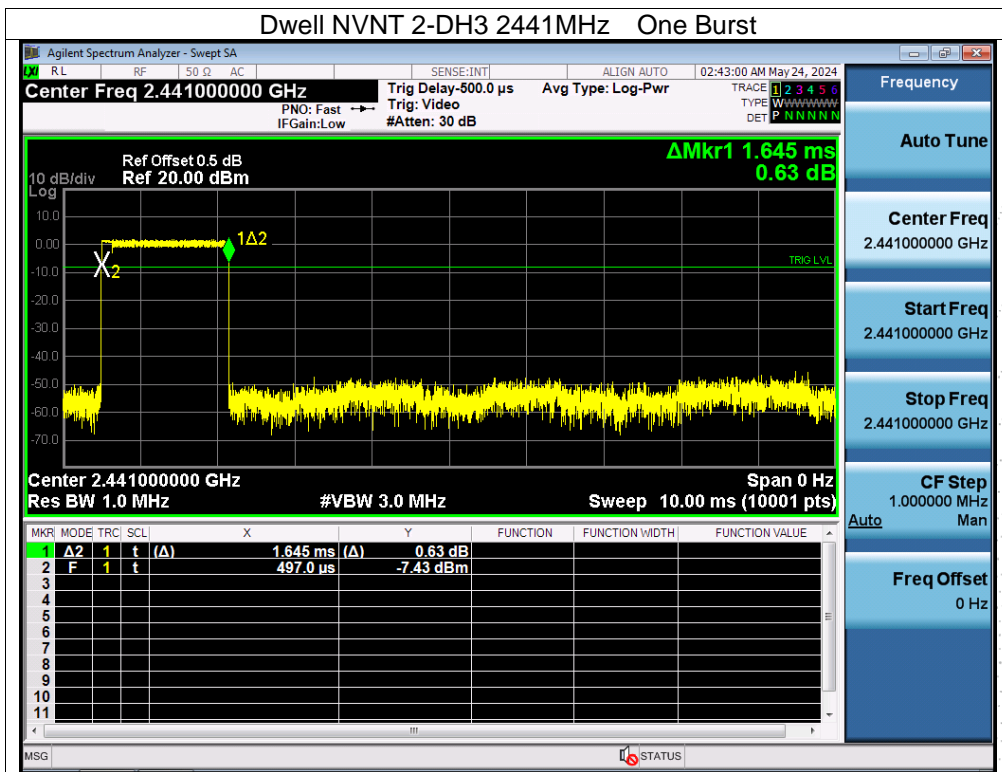 Dwell NVNT 2-DH3 2441MHz One Burst
Agilent Spectrum Analyzer - Swept SA
LXI RL RF 50 Ω AC SENSE:INT ALIGN AUTO 02:43:00 AM May 24, 2024
Center Freq 2.441000000 GHz Trig Delay-500.0 µs Avg Type: Log-Pwr TRACE 1 2 3 4 5 6
PNO: Fast Trig: Video TYPE WWWWWW
IFGain:Low #Atten: 30 dB DET P N N N N N
Frequency
Auto Tune
Center Freq
2.441000000 GHz
Start Freq
2.441000000 GHz
Stop Freq
2.441000000 GHz
CF Step
1.000000 MHz
Auto Man
Freq Offset
0 Hz
ΔMkr1 1.645 ms
0.63 dB
Ref Offset 0.5 dB
10 dB/div Ref 20.00 dBm
Log
10.0
0.00
-10.0
-20.0
-30.0
-40.0
-50.0
-60.0
-70.0
1Δ2
2
TRIG LVL
Center 2.441000000 GHz Span 0 Hz
Res BW 1.0 MHz #VBW 3.0 MHz Sweep 10.00 ms (10001 pts)
MKR MODE TRC SCL X Y FUNCTION FUNCTION WIDTH FUNCTION VALUE
1 Δ2 1 t (Δ) 1.645 ms (Δ) 0.63 dB
2 F 1 t 497.0 µs -7.43 dBm
3
4
5
6
7
8
9
10
11
MSG STATUS